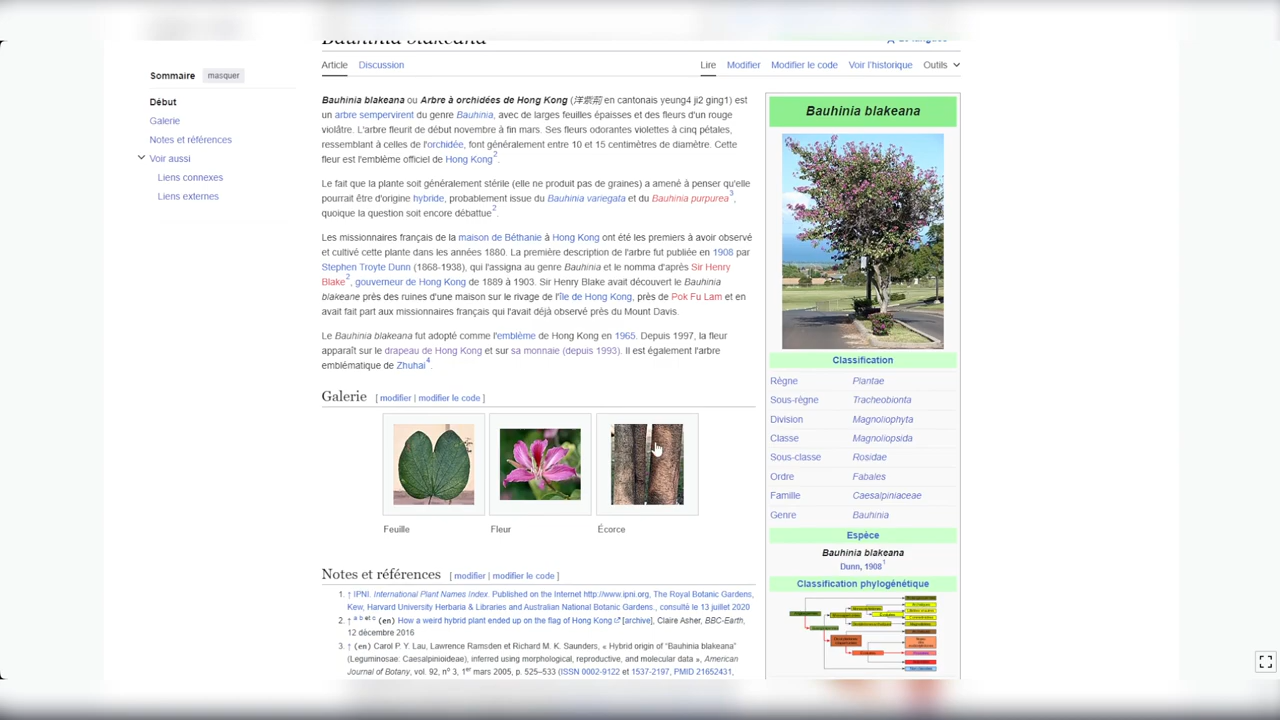 Bauhinia blakeana
Sommaire masquer
Début
Galerie
Notes et références
Voir aussi
Liens connexes
Liens externes
Article Discussion Lire Modifier Modifier le code Voir l'historique Outils
Bauhinia blakeana ou Arbre à orchidées de Hong Kong (洋紫荊 en cantonais yeung4 ji2 ging1) est
un arbre sempervirent du genre Bauhinia, avec de larges feuilles épaisses et des fleurs d'un rouge
violâtre. L'arbre fleurit de début novembre à fin mars. Ses fleurs odorantes violettes à cinq pétales,
ressemblant à celles de l'orchidée, font généralement entre 10 et 15 centimètres de diamètre. Cette
fleur est l'emblème officiel de Hong Kong2.
Le fait que la plante soit généralement stérile (elle ne produit pas de graines) a amené à penser qu'elle
pourrait être d'origine hybride, probablement issue du Bauhinia variegata et du Bauhinia purpurea3,
quoique la question soit encore débattue2.
Les missionnaires français de la maison de Béthanie à Hong Kong ont été les premiers à avoir observé
et cultivé cette plante dans les années 1880. La première description de l'arbre fut publiée en 1908 par
Stephen Troyte Dunn (1868-1938), qui l'assigna au genre Bauhinia et le nomma d'après Sir Henry
Blake2, gouverneur de Hong Kong de 1889 à 1903. Sir Henry Blake avait découvert le Bauhinia
blakeane près des ruines d'une maison sur le rivage de l'île de Hong Kong, près de Pok Fu Lam et en
avait fait part aux missionnaires français qui l'avait déjà observé près du Mount Davis.
Le Bauhinia blakeana fut adopté comme l'emblème de Hong Kong en 1965. Depuis 1997, la fleur
apparaît sur le drapeau de Hong Kong et sur sa monnaie (depuis 1993). Il est également l'arbre
emblématique de Zhuhai4.
Galerie [ modifier | modifier le code ]
Feuille Fleur Écorce
Notes et références [ modifier | modifier le code ]
1. ↑ IPNI. International Plant Names Index. Published on the Internet http://www.ipni.org, The Royal Botanic Gardens,
Kew, Harvard University Herbaria & Libraries and Australian National Botanic Gardens., consulté le 13 juillet 2020
2. ↑ a b et c (en) How a weird hybrid plant ended up on the flag of Hong Kong [archive], Claire Asher, BBC-Earth,
12 décembre 2016
3. ↑ (en) Carol P. Y. Lau, Lawrence Ramsden et Richard M. K. Saunders, « Hybrid origin of "Bauhinia blakeana"
(Leguminosae: Caesalpinioideae), inferred using morphological, reproductive, and molecular data », American
Journal of Botany, vol. 92, no 3, 1er mars 2005, p. 525–533 (ISSN 0002-9122 et 1537-2197, PMID 21652431,
Bauhinia blakeana
Classification
Règne Plantae
Sous-règne Tracheobionta
Division Magnoliophyta
Classe Magnoliopsida
Sous-classe Rosidae
Ordre Fabales
Famille Caesalpiniaceae
Genre Bauhinia
Espèce
Bauhinia blakeana
Dunn, 19081
Classification phylogénétique